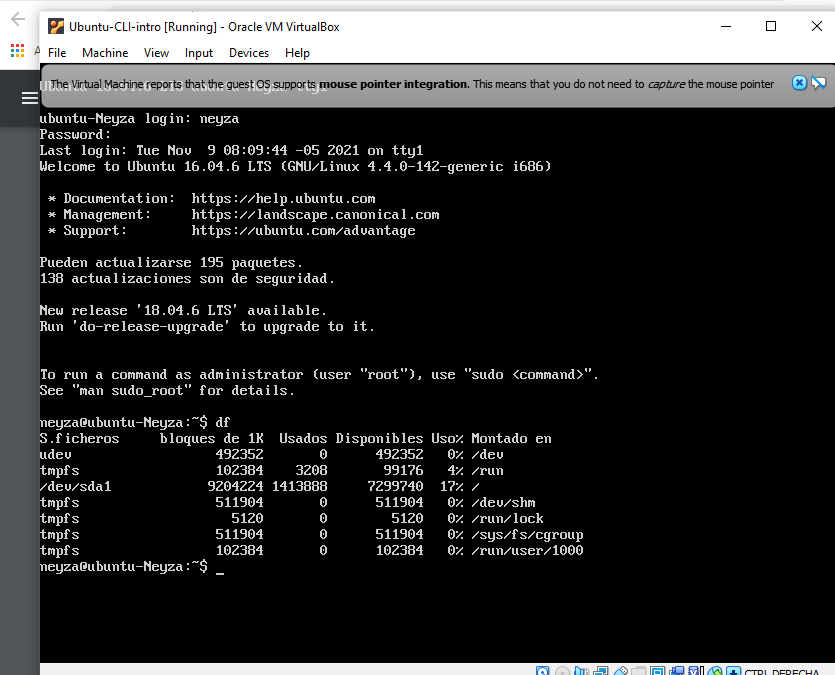 Ubuntu-CLI-intro [Running] - Oracle VM VirtualBox
File Machine View Input Devices Help
The Virtual Machine reports that the guest OS supports mouse pointer integration. This means that you do not need to capture the mouse pointer
ubuntu-Neyza login: neyza
Password:
Last login: Tue Nov  9 08:09:44 -05 2021 on tty1
Welcome to Ubuntu 16.04.6 LTS (GNU/Linux 4.4.0-142-generic i686)
* Documentation:  https://help.ubuntu.com
* Management:     https://landscape.canonical.com
* Support:        https://ubuntu.com/advantage
Pueden actualizarse 195 paquetes.
138 actualizaciones son de seguridad.
New release '18.04.6 LTS' available.
Run 'do-release-upgrade' to upgrade to it.
To run a command as administrator (user "root"), use "sudo <command>".
See "man sudo_root" for details.
neyza@ubuntu-Neyza:~$ df
S.ficheros     bloques de 1K  Usados Disponibles Uso% Montado en
udev                  492352       0      492352   0% /dev
tmpfs                 102384    3208       99176   4% /run
/dev/sda1            9204224 1413888     7299740  17% /
tmpfs                 511904       0      511904   0% /dev/shm
tmpfs                   5120       0        5120   0% /run/lock
tmpfs                 511904       0      511904   0% /sys/fs/cgroup
tmpfs                 102384       0      102384   0% /run/user/1000
neyza@ubuntu-Neyza:~$ _
CTRL DERECHA